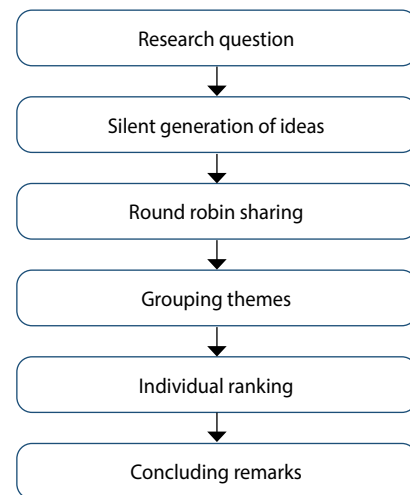 Research question
Silent generation of ideas
Round robin sharing
Grouping themes
Individual ranking
Concluding remarks